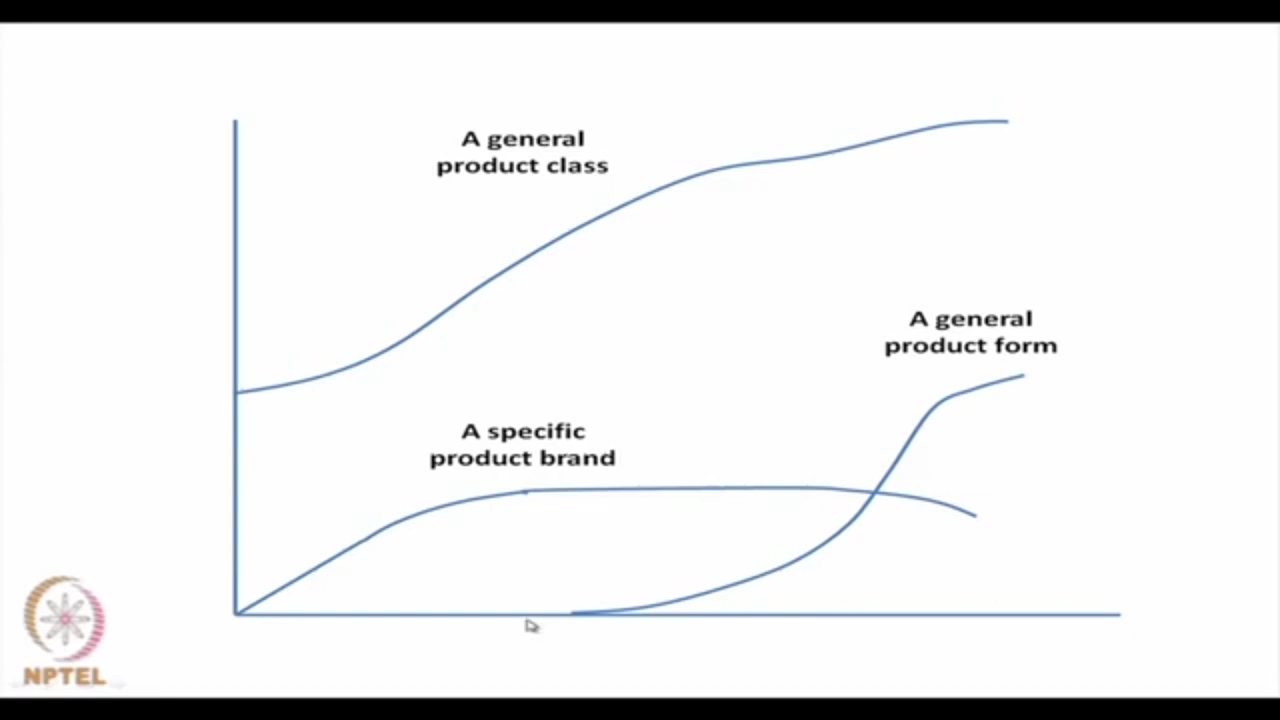 A general
product class
A general
product form
A specific
product brand
NPTEL